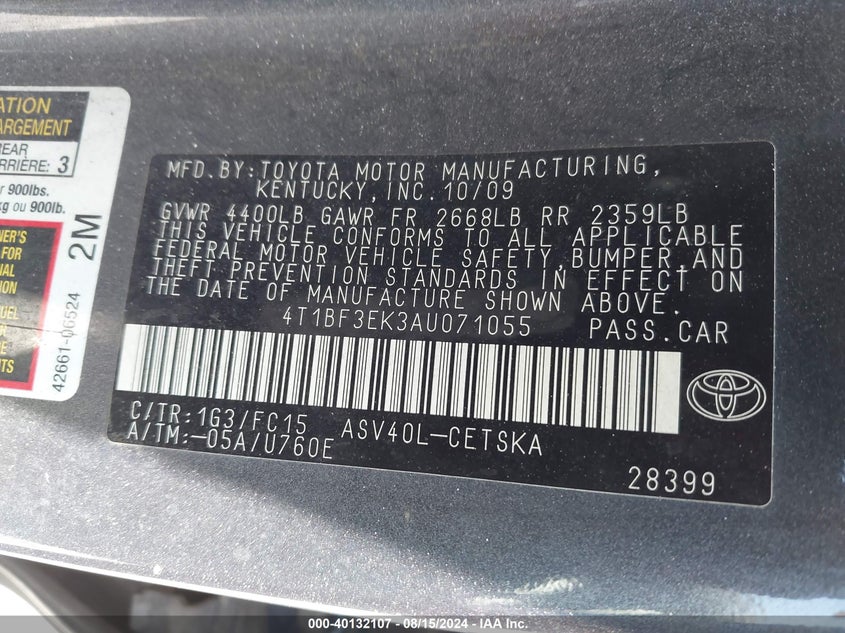 ATION
ARGEMENT
REAR
3
900lbs.
kg ou 900lb.
NER'S
FOR
2M
42661-06524
MFD.BY:TOYOTA MOTOR MANUFACTURING,
KENTUCKY,INC.10/09
GVWR 4400LB GAWR FR 2668LB RR 2359LB
THIS VEHICLE CONFORMS TO ALL APPLICABLE
FEDERAL MOTOR VEHICLE SAFETY,BUMPER,AND
THEFT PREVENTION STANDARDS IN EFFECT ON
THE DATE OF MANUFACTURE SHOWN ABOVE.
4T1BF3EK3AU071055 PASS.CAR
C/TR:1G3/FC15 ASV40L-CETSKA
A/TM:-05A/U760E
28399
000-40132107 - 08/15/2024 - IAA Inc.